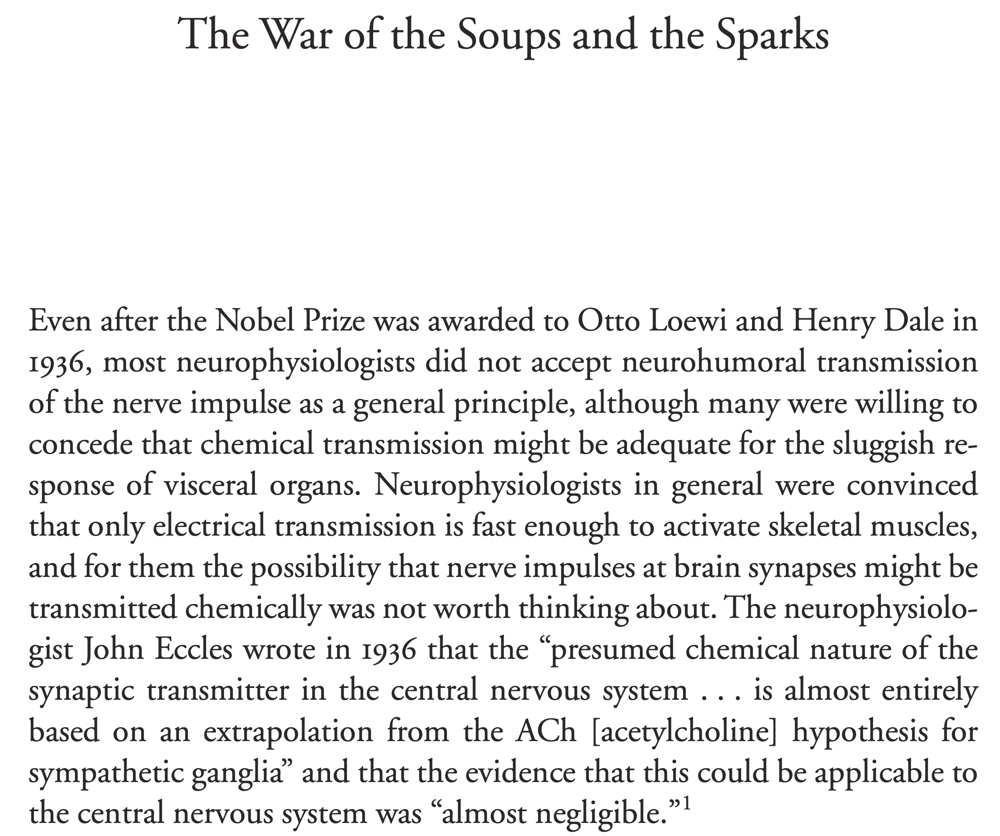 The War of the Soups and the Sparks
Even after the Nobel Prize was awarded to Otto Loewi and Henry Dale in
1936, most neurophysiologists did not accept neurohumoral transmission
of the nerve impulse as a general principle, although many were willing to
concede that chemical transmission might be adequate for the sluggish re-
sponse of visceral organs. Neurophysiologists in general were convinced
that only electrical transmission is fast enough to activate skeletal muscles,
and for them the possibility that nerve impulses at brain synapses might be
transmitted chemically was not worth thinking about. The neurophysiolo-
gist John Eccles wrote in 1936 that the “presumed chemical nature of the
synaptic transmitter in the central nervous system . . . is almost entirely
based on an extrapolation from the ACh [acetylcholine] hypothesis for
sympathetic ganglia” and that the evidence that this could be applicable to
the central nervous system was “almost negligible.”1